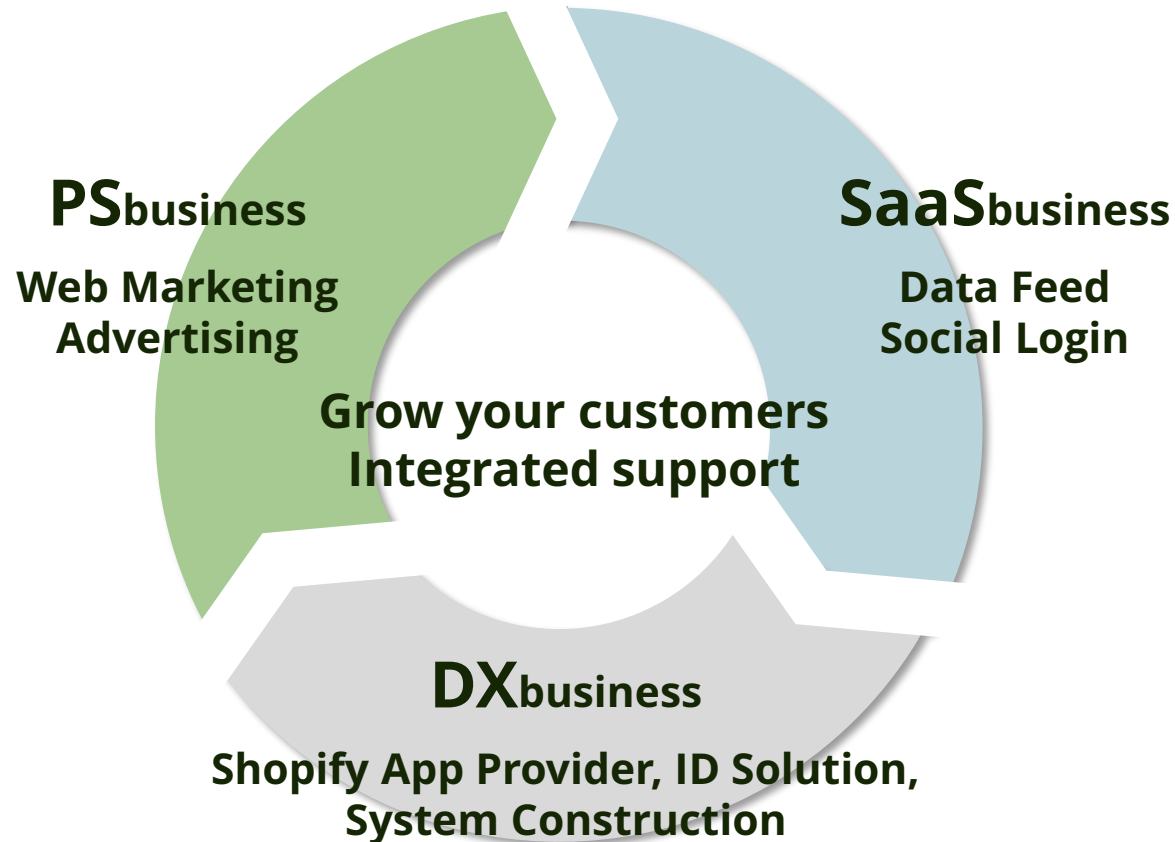 PSbusiness
Web Marketing
Advertising
SaaSbusiness
Data Feed
Social Login
Grow your customers
Integrated support
DXbusiness
Shopify App Provider, ID Solution,
System Construction